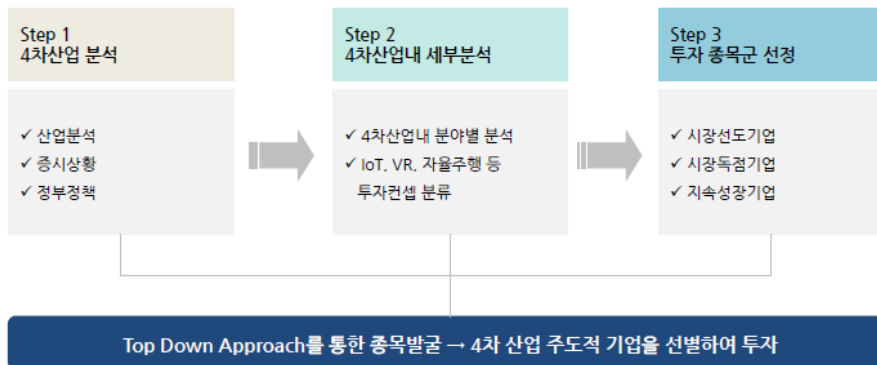 Step 1
4차산업 분석
✓ 산업분석
✓ 증시상황
✓ 정부정책
Step 2
4차산업내 세부분석
✓ 4차산업내 분야별 분석
✓ IoT, VR, 자율주행 등
투자컨셉 분류
Step 3
투자 종목군 선정
✓ 시장선도기업
✓ 시장독점기업
✓ 지속성장기업
Top Down Approach를 통한 종목발굴 → 4차 산업 주도적 기업을 선별하여 투자